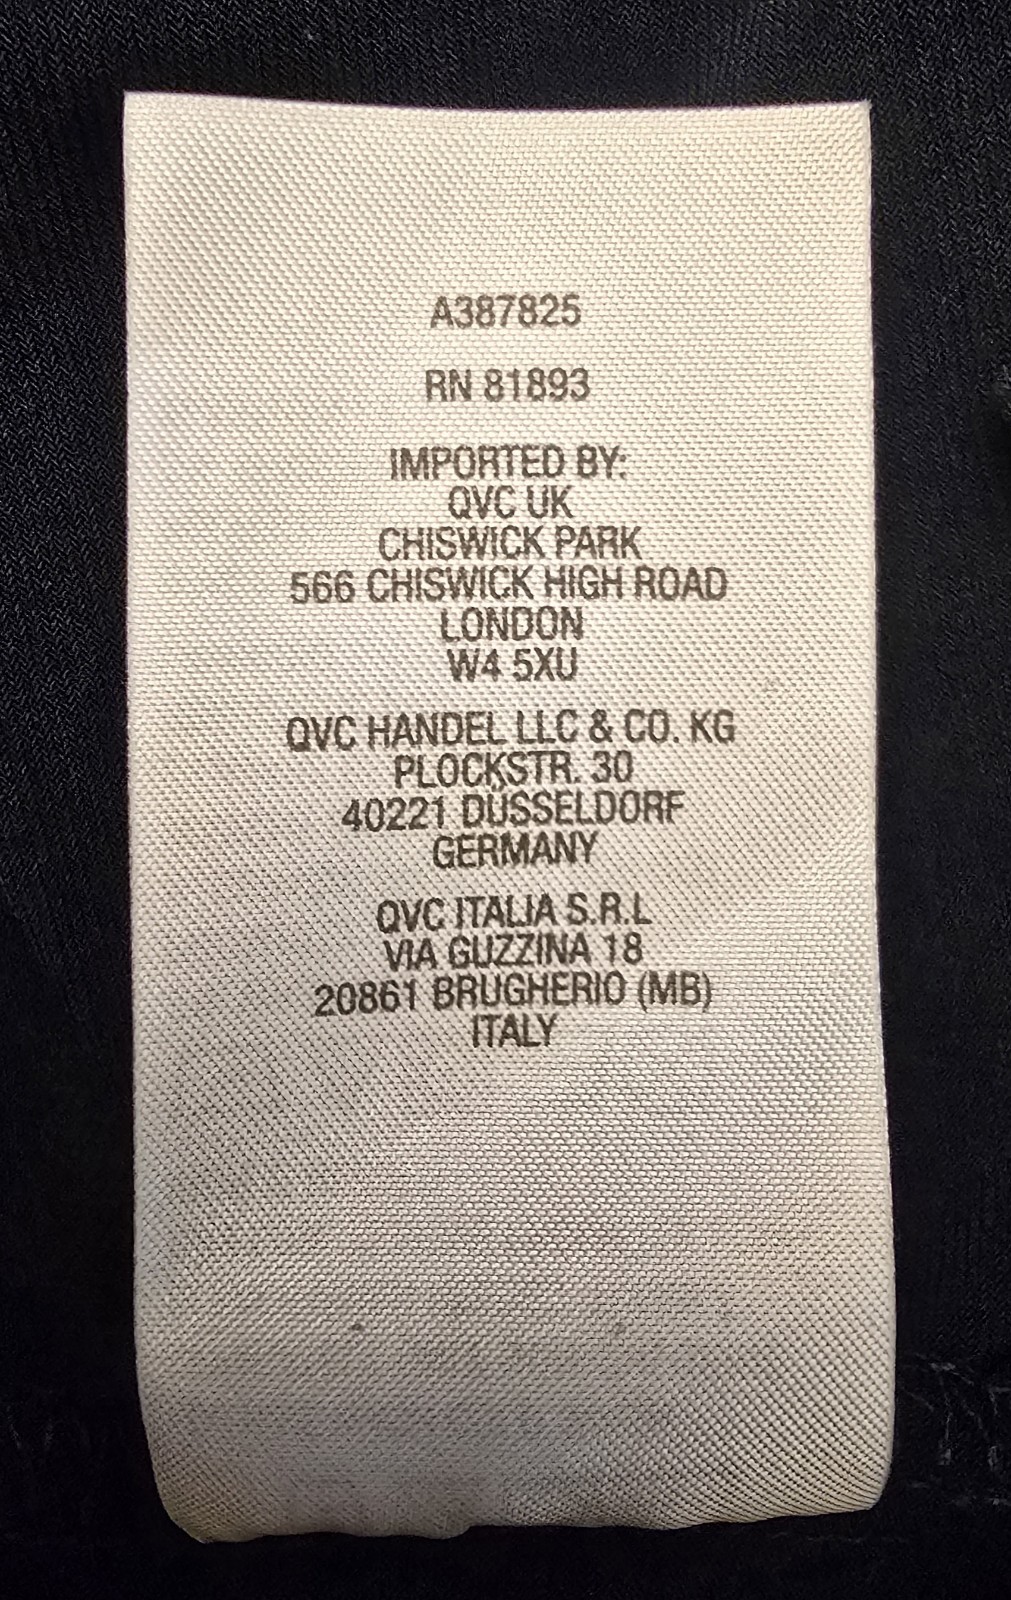 A387825
RN 81893
IMPORTED BY:
QVC UK
CHISWICK PARK
566 CHISWICK HIGH ROAD
LONDON
W4 5XU
QVC HANDEL LLC & CO. KG
PLOCKSTR. 30
40221 DÜSSELDORF
GERMANY
QVC ITALIA S.R.L
VIA GUZZINA 18
20861 BRUGHERIO (MB)
ITALY